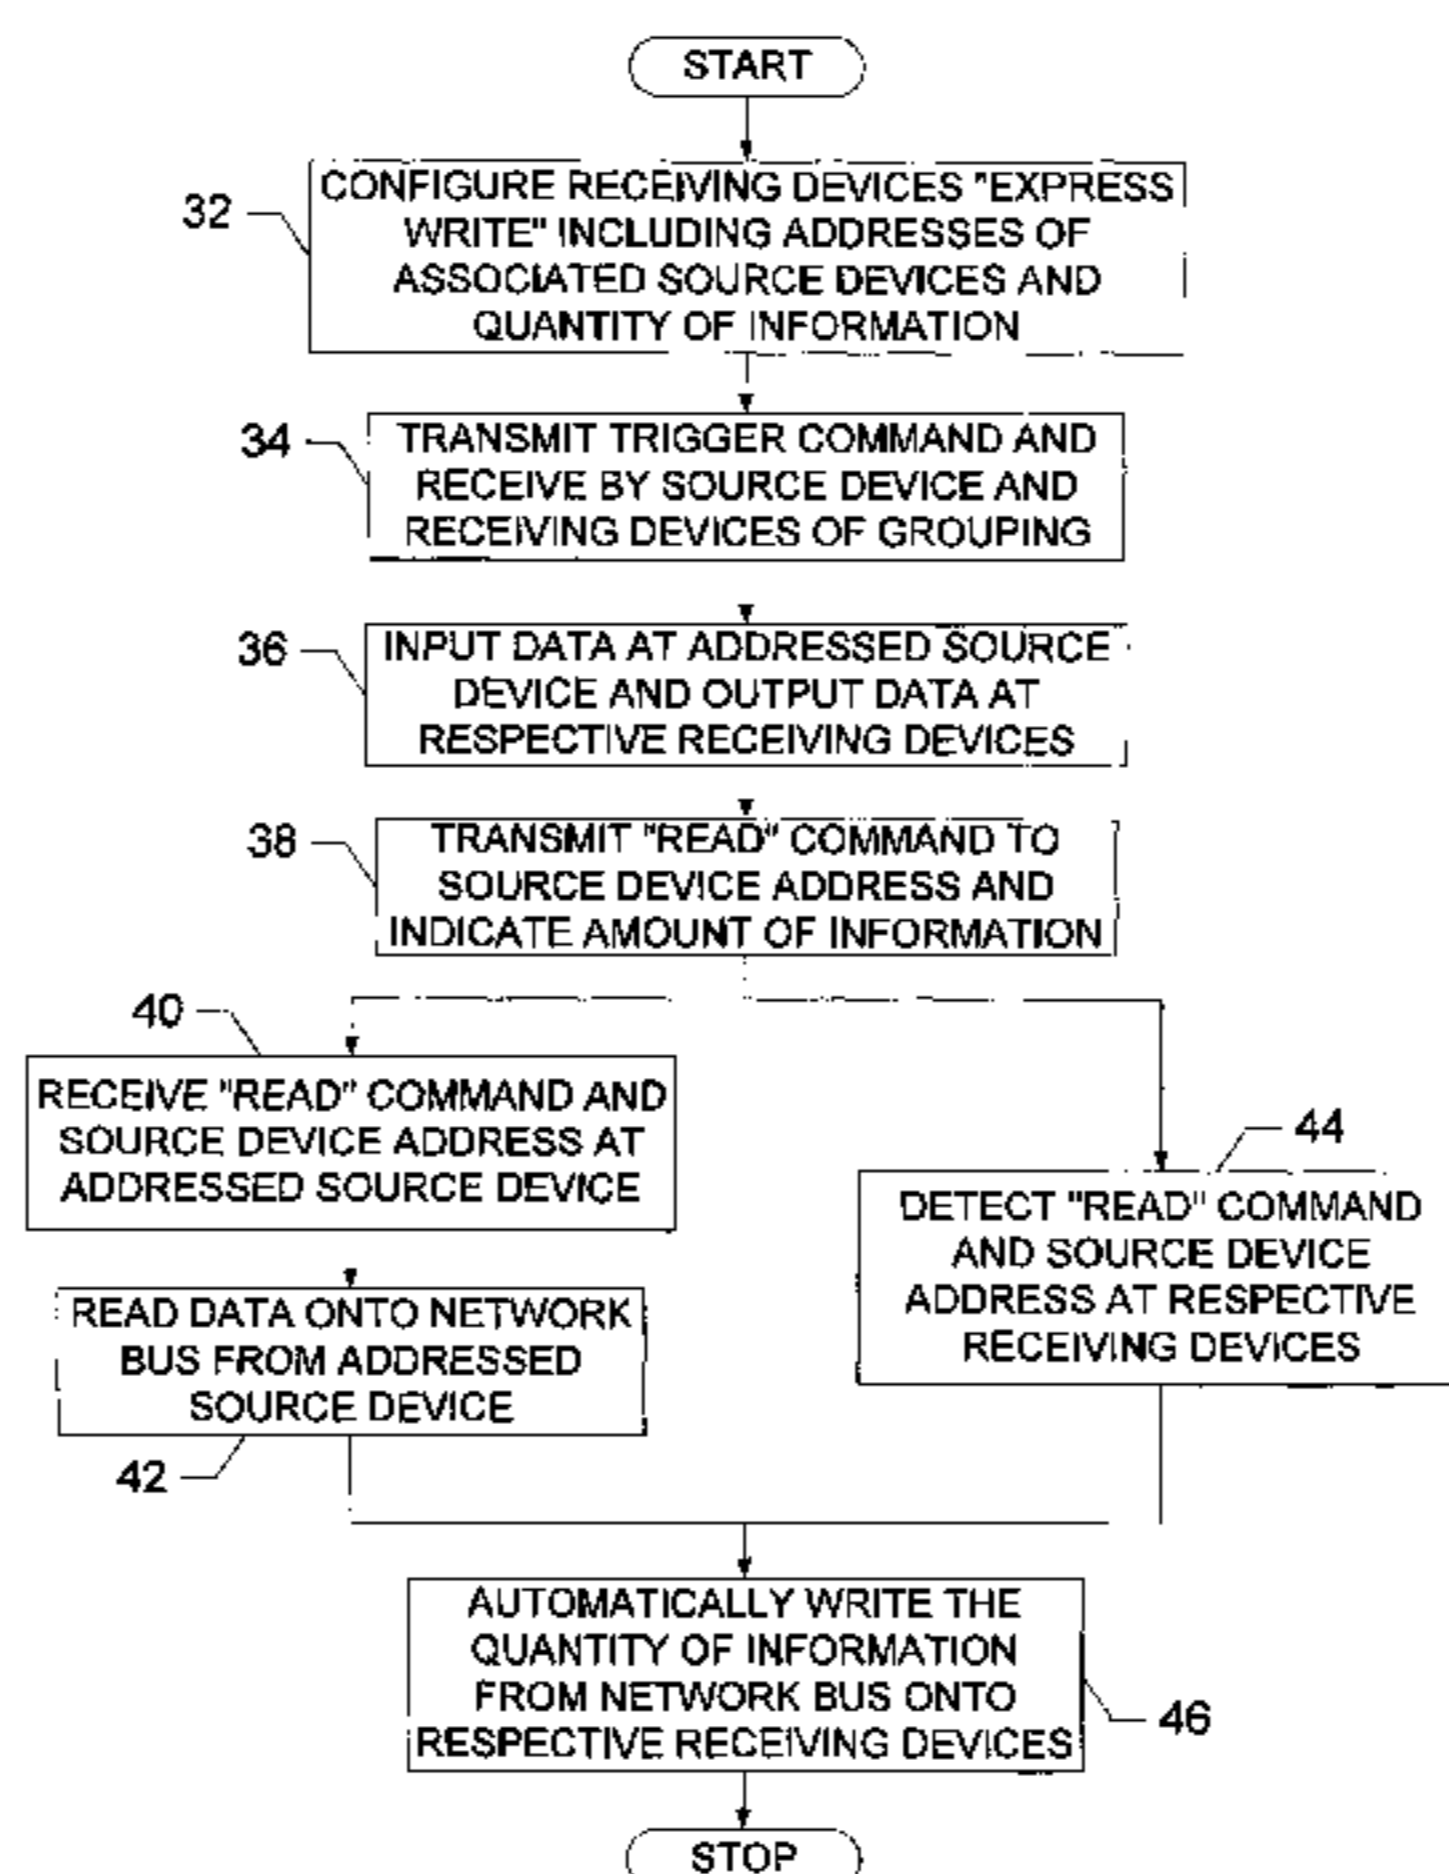 START
32
CONFIGURE RECEIVING DEVICES "EXPRESS
WRITE" INCLUDING ADDRESSES OF
ASSOCIATED SOURCE DEVICES AND
QUANTITY OF INFORMATION
34
TRANSMIT TRIGGER COMMAND AND
RECEIVE BY SOURCE DEVICE AND
RECEIVING DEVICES OF GROUPING
36
INPUT DATA AT ADDRESSED SOURCE
DEVICE AND OUTPUT DATA AT
RESPECTIVE RECEIVING DEVICES
38
TRANSMIT "READ" COMMAND TO
SOURCE DEVICE ADDRESS AND
INDICATE AMOUNT OF INFORMATION
40
RECEIVE "READ" COMMAND AND
SOURCE DEVICE ADDRESS AT
ADDRESSED SOURCE DEVICE
44
DETECT "READ" COMMAND
AND SOURCE DEVICE
ADDRESS AT RESPECTIVE
RECEIVING DEVICES
READ DATA ONTO NETWORK
BUS FROM ADDRESSED
SOURCE DEVICE
42
AUTOMATICALLY WRITE THE
QUANTITY OF INFORMATION
FROM NETWORK BUS ONTO
RESPECTIVE RECEIVING DEVICES
46
STOP